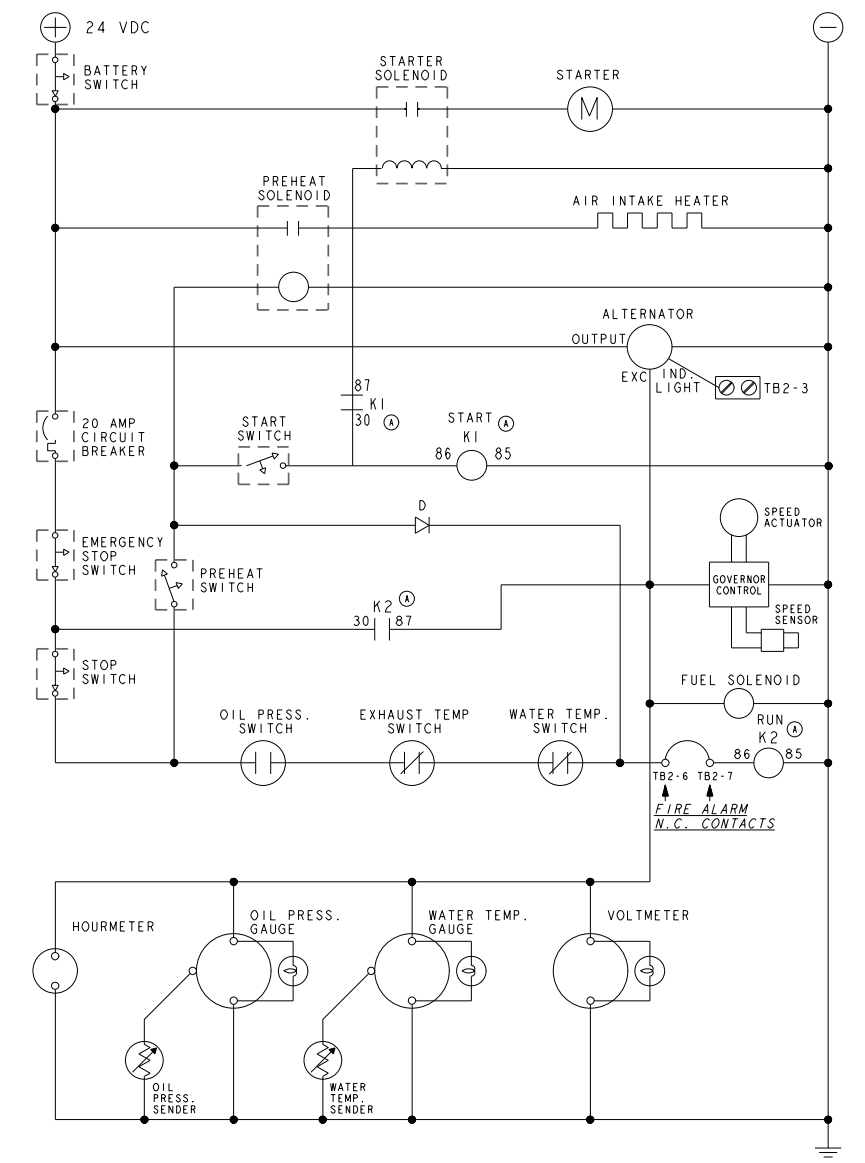 24 VDC
BATTERY
SWITCH
STARTER
SOLENOID
STARTER
M
PREHEAT
SOLENOID
AIR INTAKE HEATER
ALTERNATOR
OUTPUT
EXC
IND.
LIGHT
TB2-3
87
K1
30 A
20 AMP
CIRCUIT
BREAKER
START
SWITCH
START A
K1
86 85
D
SPEED
ACTUATOR
EMERGENCY
STOP
SWITCH
PREHEAT
SWITCH
GOVERNOR
CONTROL
K2 A
30 87
SPEED
SENSOR
STOP
SWITCH
FUEL SOLENOID
OIL PRESS.
SWITCH
EXHAUST TEMP
SWITCH
WATER TEMP.
SWITCH
RUN
K2 A
86 85
TB2-6 TB2-7
FIRE ALARM
N.C. CONTACTS
HOURMETER
OIL PRESS.
GAUGE
WATER TEMP.
GAUGE
VOLTMETER
OIL
PRESS.
SENDER
WATER
TEMP.
SENDER